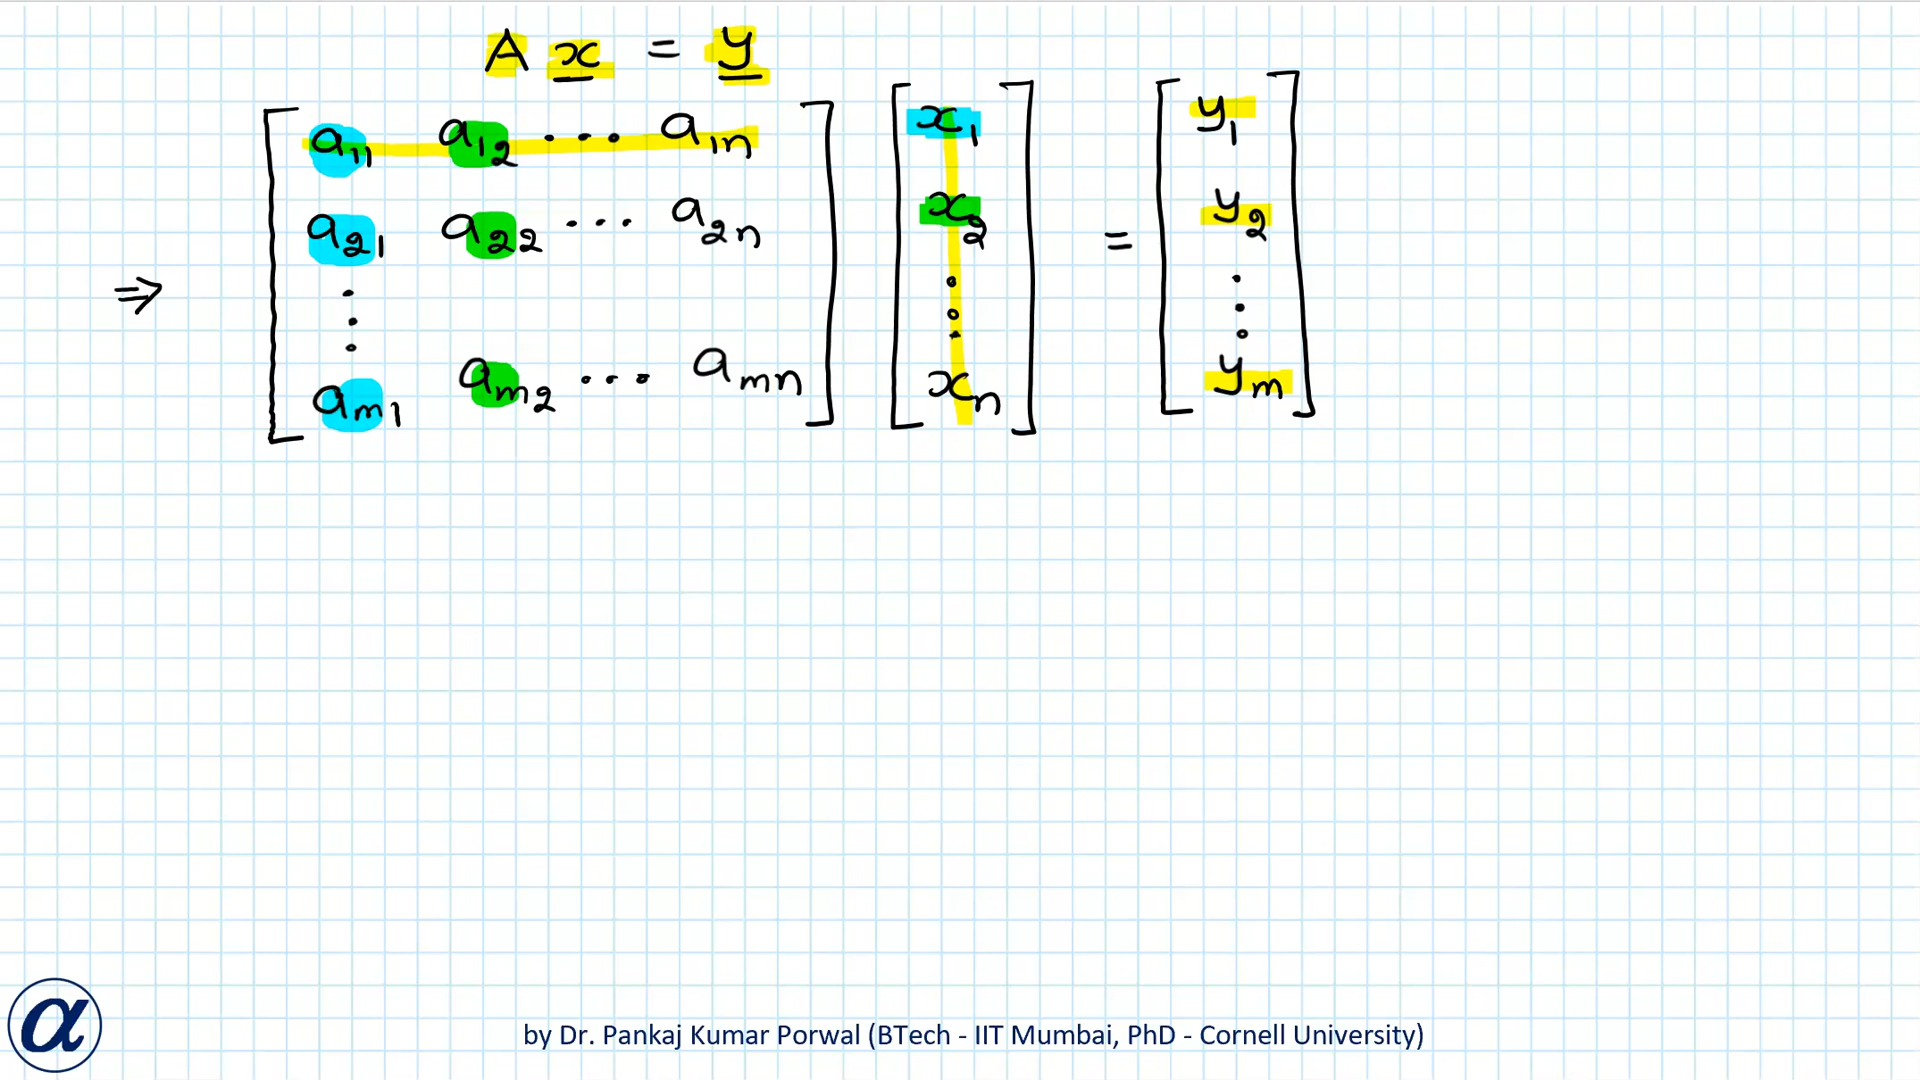 A x = y
⇒ [ a11 a12 ... a1n ] [ x1 ] = [ y1 ]
a21 a22 ... a2n x2 y2
⋮ ⋮ ⋮
am1 am2 ... amn xn ym
α
by Dr. Pankaj Kumar Porwal (BTech - IIT Mumbai, PhD - Cornell University)